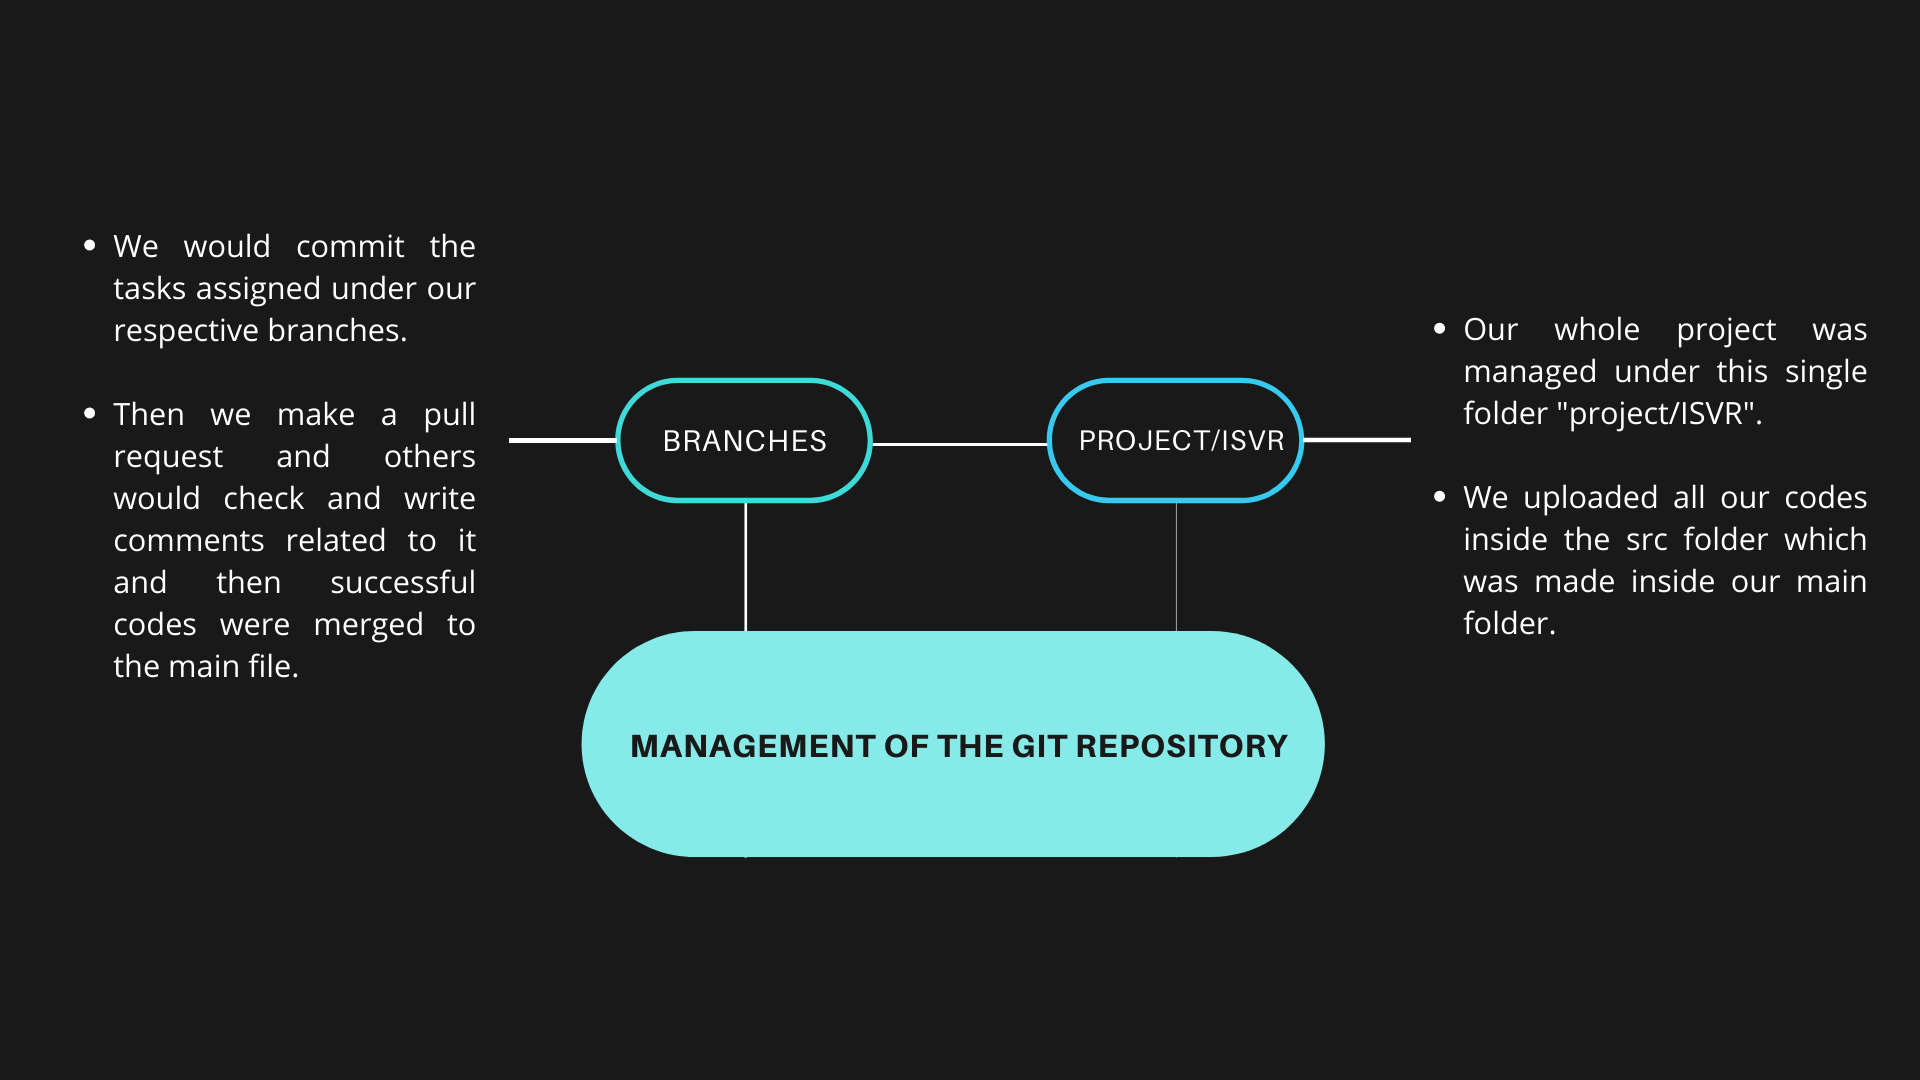 We would commit the
tasks assigned under our
respective branches.
Then we make a pull
request and others
would check and write
comments related to it
and then successful
codes were merged to
the main file.
BRANCHES
PROJECT/ISVR
Our whole project was
managed under this single
folder "project/ISVR".
We uploaded all our codes
inside the src folder which
was made inside our main
folder.
MANAGEMENT OF THE GIT REPOSITORY